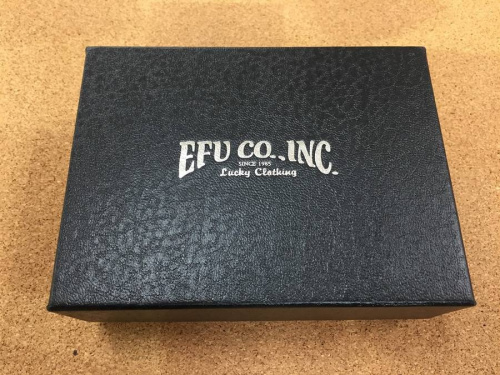 EFU CO.,INC.
SINCE 1985
Lucky Clothing